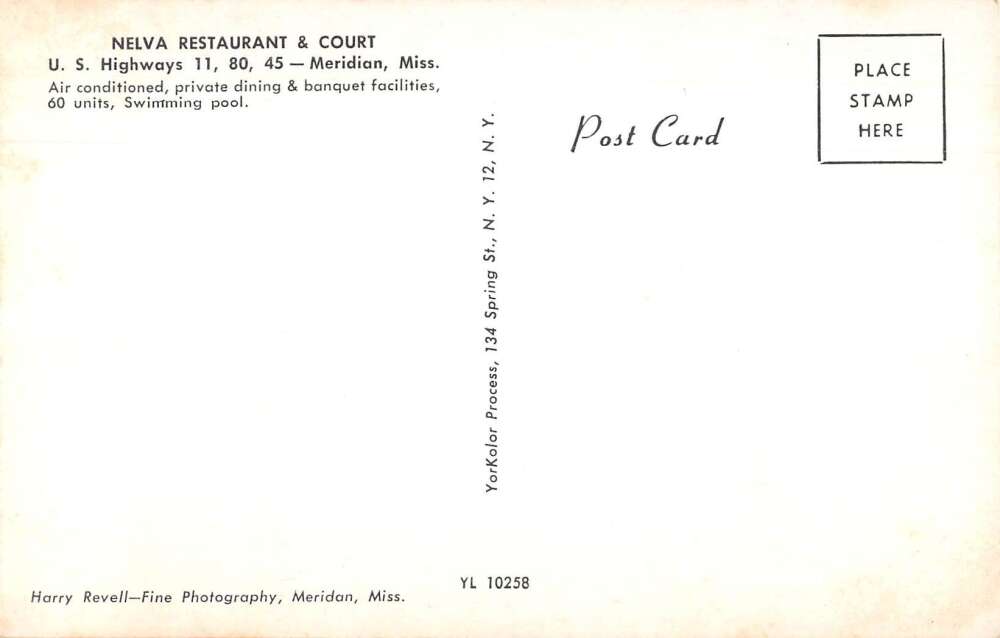 NELVA RESTAURANT & COURT
U. S. Highways 11, 80, 45 — Meridian, Miss.
Air conditioned, private dining & banquet facilities,
60 units, Swimming pool.
Post Card
PLACE
STAMP
HERE
YorKolor Process, 134 Spring St., N. Y. 12, N. Y.
YL 10258
Harry Revell—Fine Photography, Meridan, Miss.